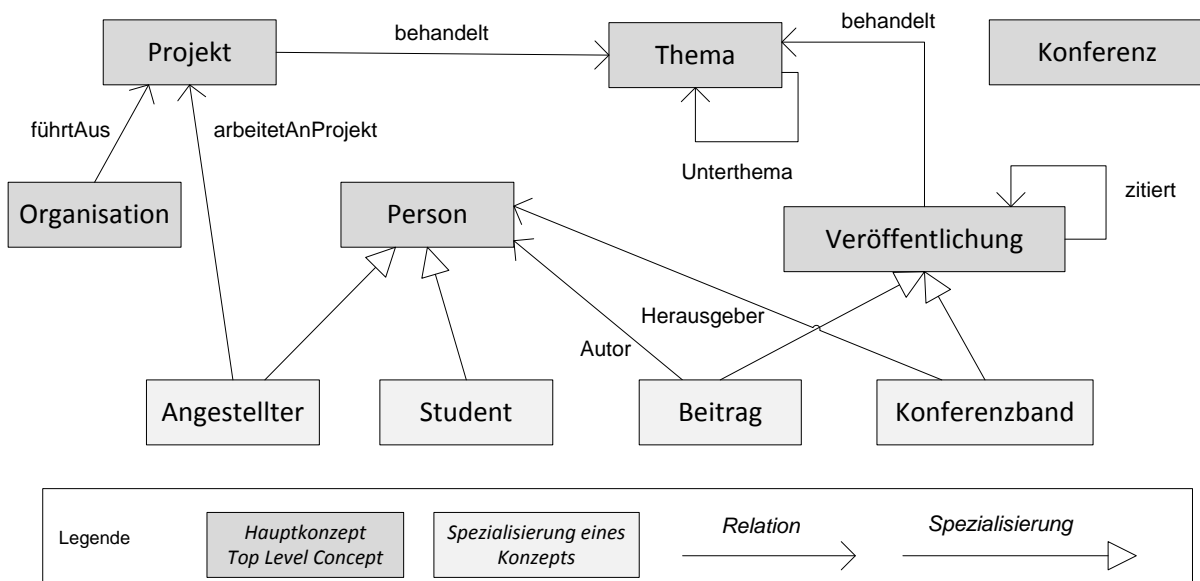 behandelt
behandelt
Projekt
Thema
Konferenz
führtAus
arbeitetAnProjekt
Unterthema
zitiert
Organisation
Person
Veröffentlichung
Herausgeber
Autor
Angestellter
Student
Beitrag
Konferenzband
Legende
Hauptkonzept
Top Level Concept
Spezialisierung eines
Konzepts
Relation
Spezialisierung